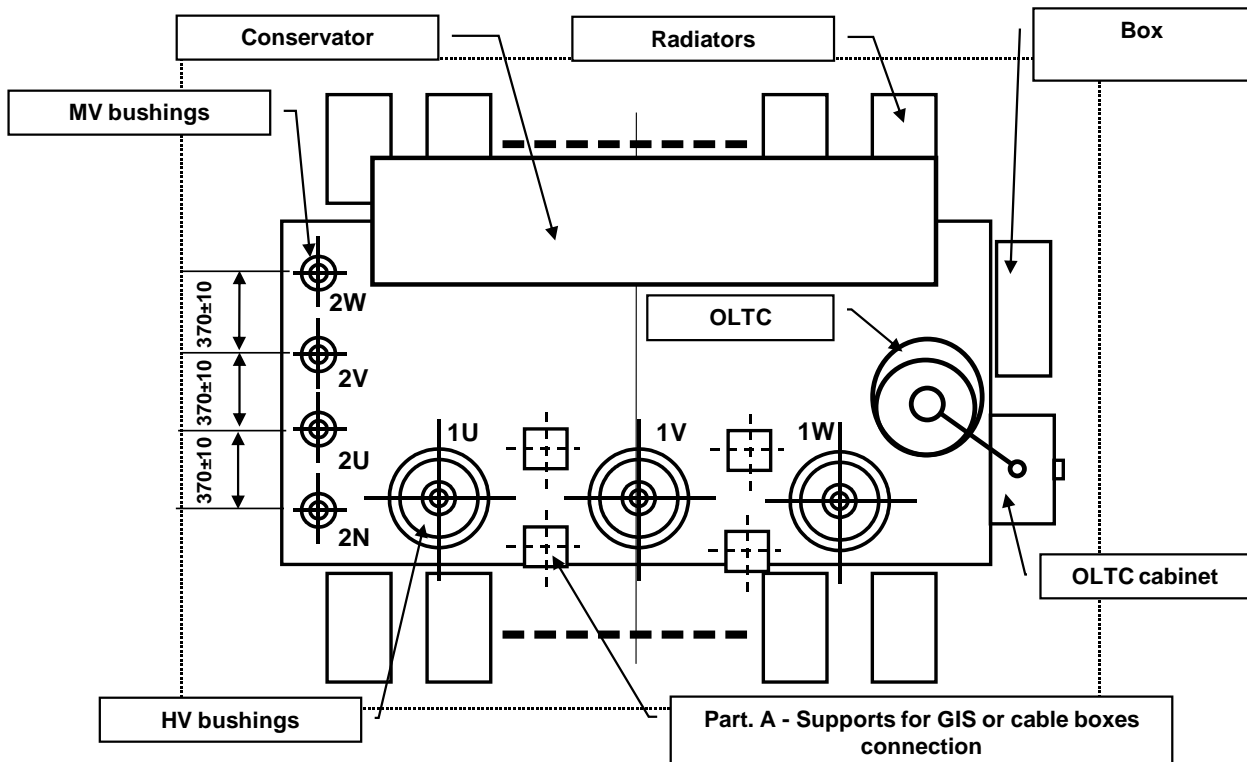 Conservator
Radiators
Box
MV bushings
2W
370±10
OLTC
2V
370±10
2U
1U
1V
1W
370±10
2N
OLTC cabinet
HV bushings
Part. A - Supports for GIS or cable boxes
connection